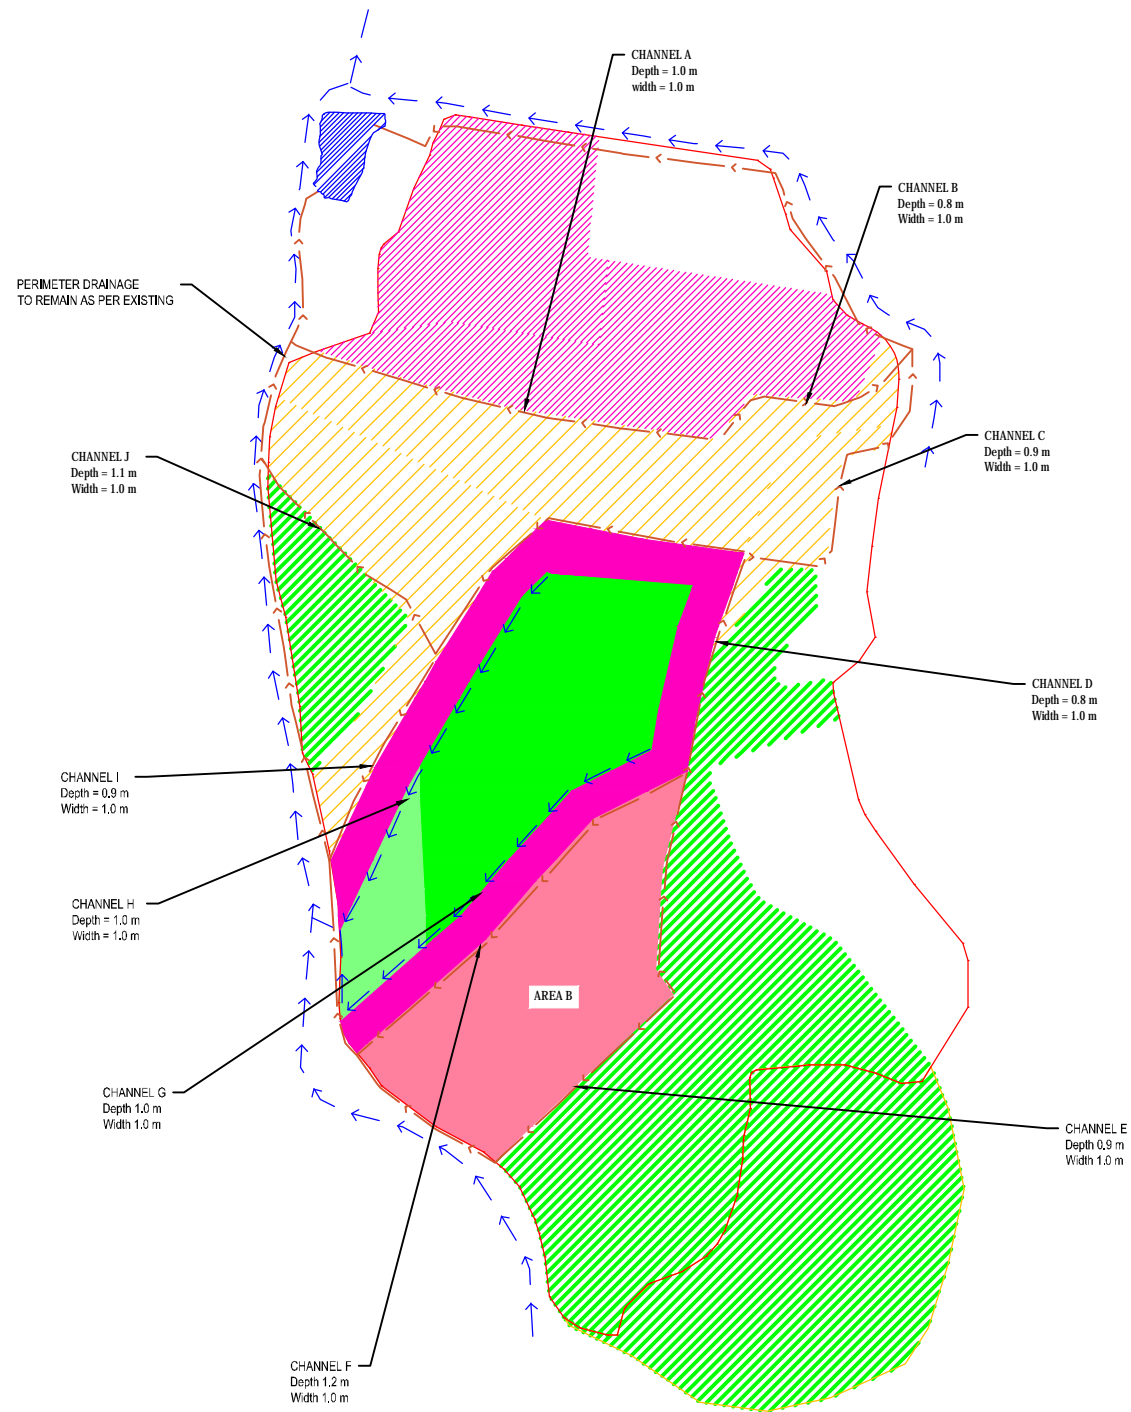 CHANNEL A
Depth = 1.0 m
width = 1.0 m
CHANNEL B
Depth = 0.8 m
Width = 1.0 m
PERIMETER DRAINAGE
TO REMAIN AS PER EXISTING
CHANNEL C
Depth = 0.9 m
Width = 1.0 m
CHANNEL J
Depth = 1.1 m
Width = 1.0 m
CHANNEL D
Depth = 0.8 m
Width = 1.0 m
CHANNEL I
Depth = 0.9 m
Width = 1.0 m
CHANNEL H
Depth = 1.0 m
Width = 1.0 m
AREA B
CHANNEL G
Depth 1.0 m
Width 1.0 m
CHANNEL E
Depth 0.9 m
Width 1.0 m
CHANNEL F
Depth 1.2 m
Width 1.0 m